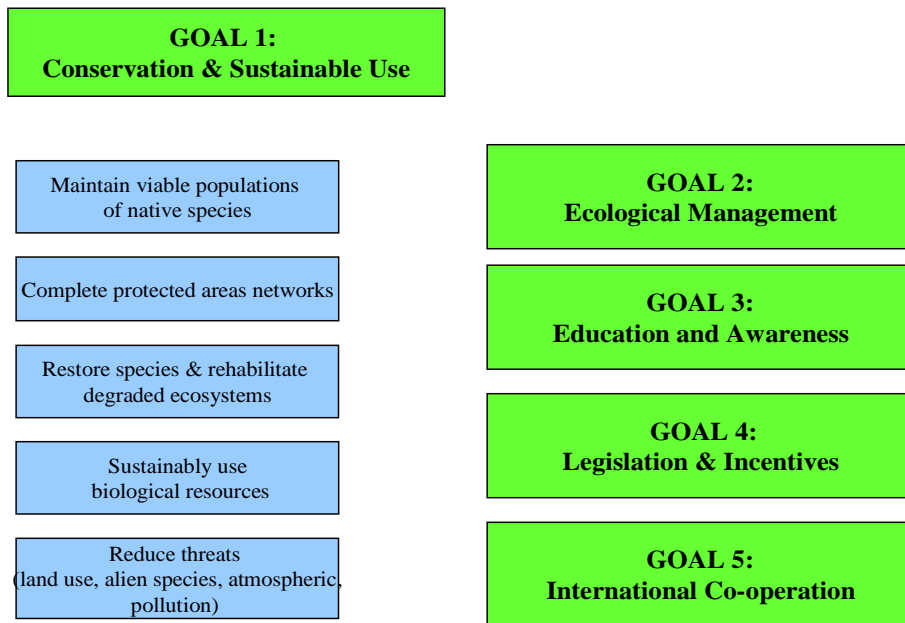 GOAL 1:
Conservation & Sustainable Use
Maintain viable populations
of native species
Complete protected areas networks
Restore species & rehabilitate
degraded ecosystems
Sustainably use
biological resources
Reduce threats
(land use, alien species, atmospheric,
pollution)
GOAL 2:
Ecological Management
GOAL 3:
Education and Awareness
GOAL 4:
Legislation & Incentives
GOAL 5:
International Co-operation